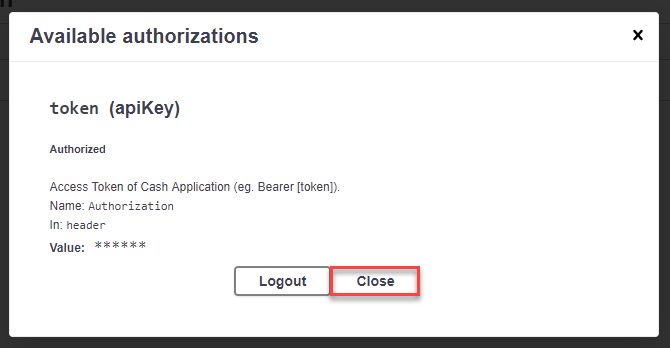 Available authorizations
×
token (apiKey)
Authorized
Access Token of Cash Application (eg. Bearer [token]).
Name: Authorization
In: header
Value: ******
Logout Close